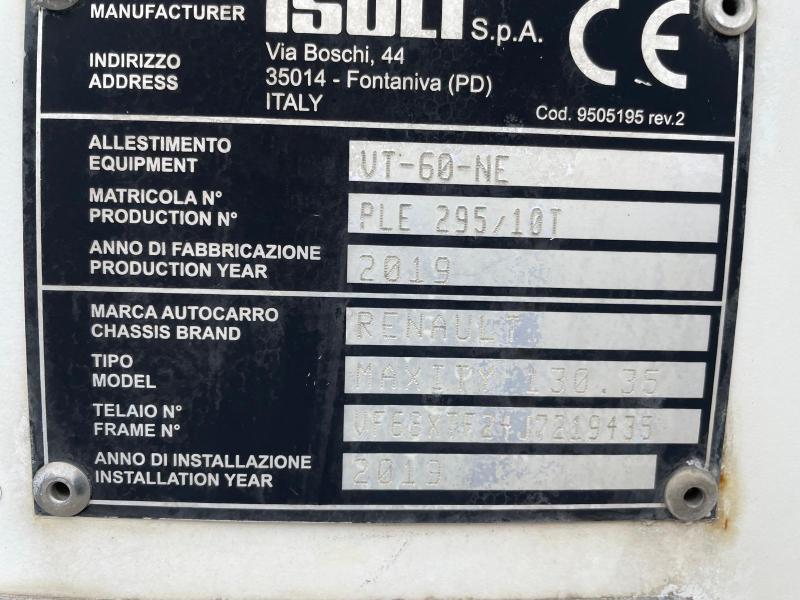 MANUFACTURER ISOLI S.p.A.
INDIRIZZO
ADDRESS
Via Boschi, 44
35014 - Fontaniva (PD)
ITALY
CE
Cod. 9505195 rev.2
ALLESTIMENTO
EQUIPMENT
VT-60-NE
MATRICOLA N°
PRODUCTION N°
PLE 295/10T
ANNO DI FABBRICAZIONE
PRODUCTION YEAR
2019
MARCA AUTOCARRO
CHASSIS BRAND
RENAULT
TIPO
MODEL
MAXITY 130.35
TELAIO N°
FRAME N°
ANNO DI INSTALLAZIONE
INSTALLATION YEAR
2019